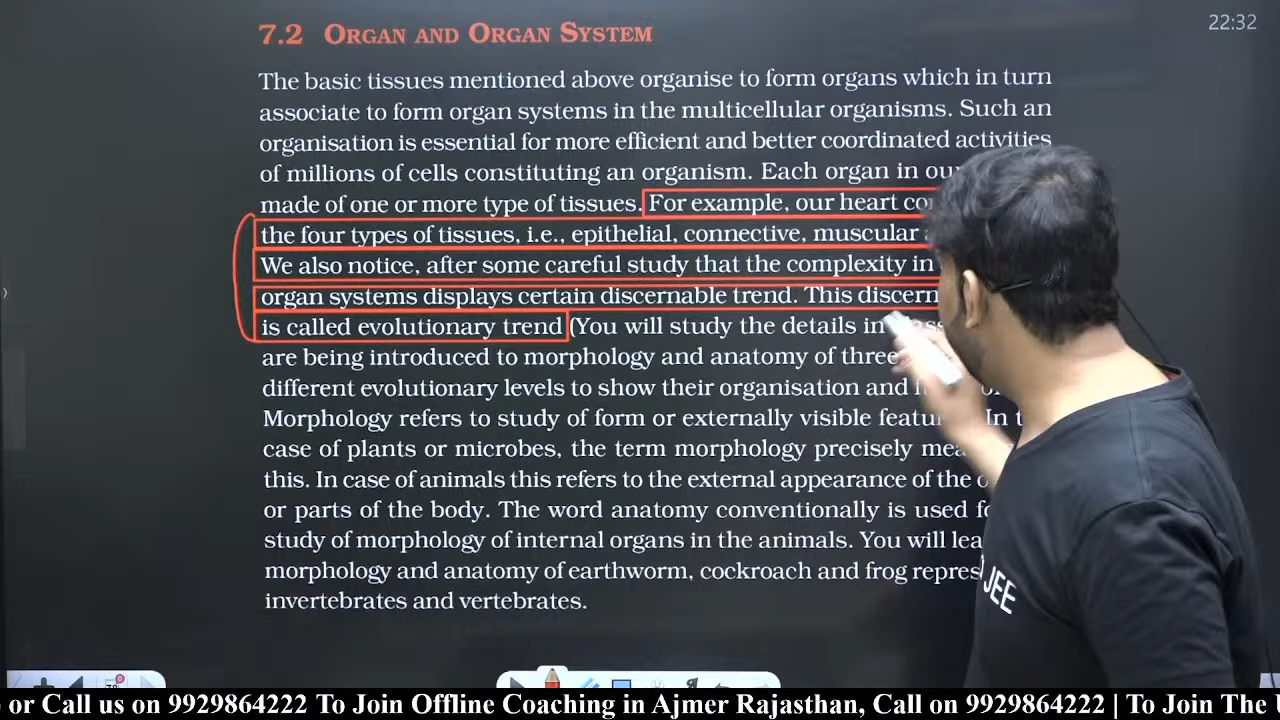 22:32
7.2 ORGAN AND ORGAN SYSTEM
The basic tissues mentioned above organise to form organs which in turn
associate to form organ systems in the multicellular organisms. Such an
organisation is essential for more efficient and better coordinated activities
of millions of cells constituting an organism. Each organ in
made of one or more type of tissues. For example, our heart
the four types of tissues, i.e., epithelial, connective, muscular
We also notice, after some careful study that the complexity in
organ systems displays certain discernable trend. This
is called evolutionary trend (You will study the details in
are being introduced to morphology and anatomy of three
different evolutionary levels to show their organisation and
Morphology refers to study of form or externally visible In
case of plants or microbes, the term morphology precisely
this. In case of animals this refers to the external appearance of the
or parts of the body. The word anatomy conventionally is used
study of morphology of internal organs in the animals. You will
morphology and anatomy of earthworm, cockroach and frog
invertebrates and vertebrates.
JEE
or Call us on 9929864222 To Join Offline Coaching in Ajmer Rajasthan, Call on 9929864222 | To Join The